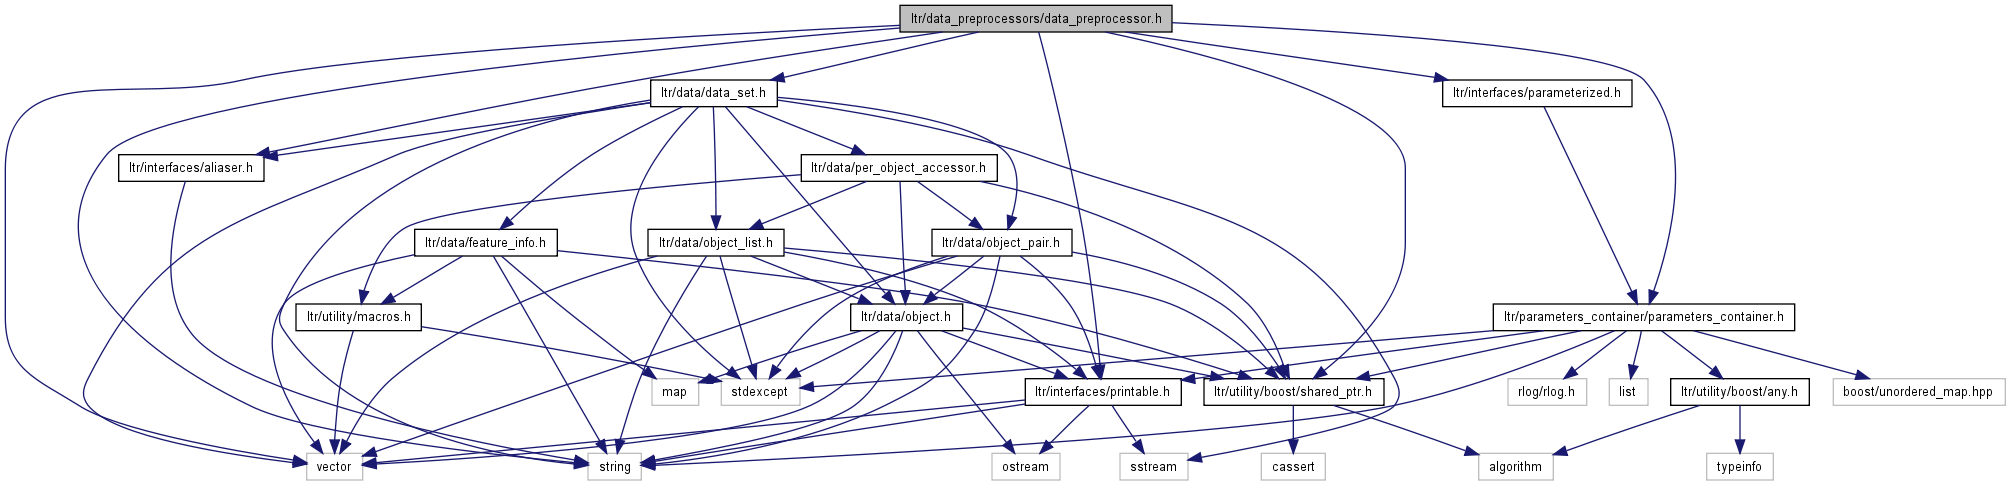 ltr/data_preprocessors/data_preprocessor.h
ltr/data/data_set.h
ltr/interfaces/parameterized.h
ltr/interfaces/aliaser.h
ltr/data/per_object_accessor.h
ltr/data/feature_info.h
ltr/data/object_list.h
ltr/data/object_pair.h
ltr/utility/macros.h
ltr/data/object.h
ltr/parameters_container/parameters_container.h
map
stdexcept
ltr/interfaces/printable.h
ltr/utility/boost/shared_ptr.h
rlog/rlog.h
list
ltr/utility/boost/any.h
boost/unordered_map.hpp
vector
string
ostream
sstream
cassert
algorithm
typeinfo